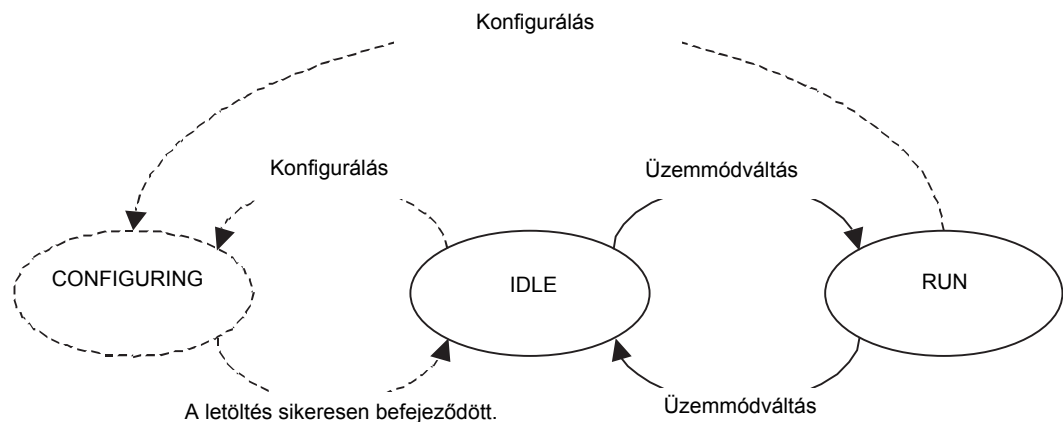 Konfigurálás
Konfigurálás
Üzemmódváltás
CONFIGURING
IDLE
RUN
A letöltés sikeresen befejeződött.
Üzemmódváltás